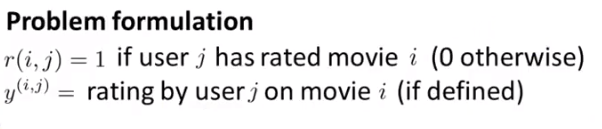 Problem formulation
r(i, j) = 1 if user j has rated movie i (0 otherwise)
y^(i,j) = rating by user j on movie i (if defined)